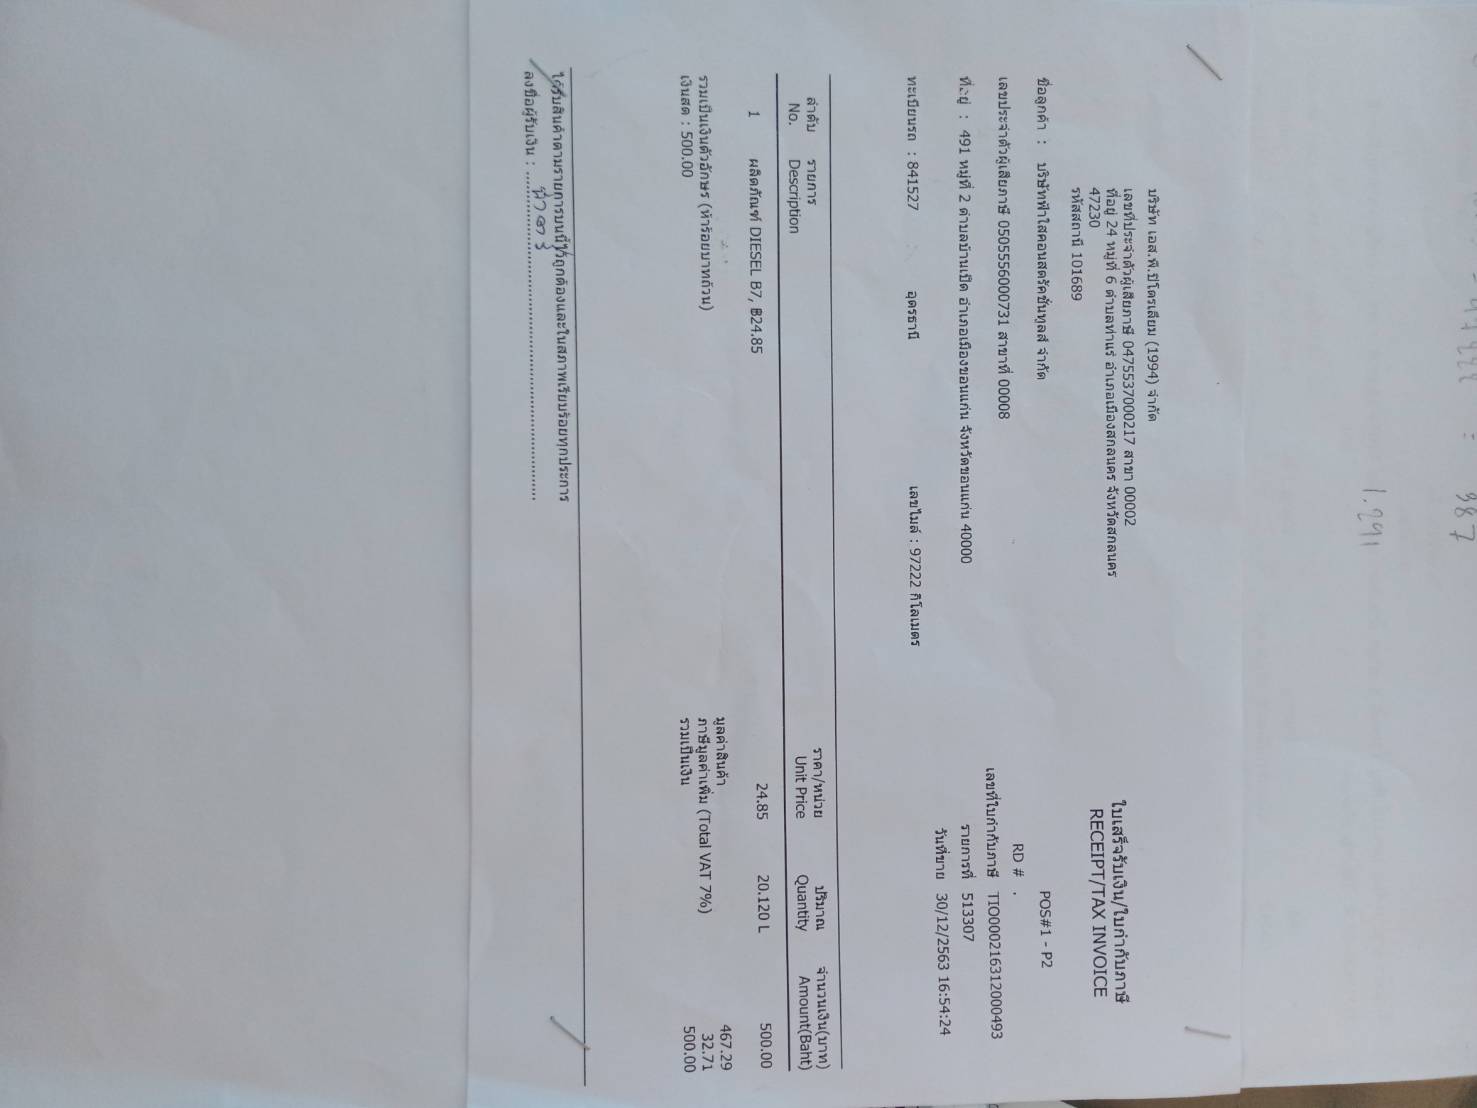 บริษัท เอส.พี.ปิโตรเลียม (1994) จำกัด
เลขที่ประจำตัวผู้เสียภาษี 0475537000217 สาขา 00002
ที่อยู่ 24 หมู่ที่ 6 ตำบลท่าแร่ อำเภอเมืองสกลนคร จังหวัดสกลนคร
47230
รหัสสถานี 101689
ใบเสร็จรับเงิน/ใบกำกับภาษี
RECEIPT/TAX INVOICE
POS#1 - P2
ชื่อลูกค้า : บริษัทฟ้าใสคอนสตรัคชั่นทูลส์ จำกัด
RD # .
เลขประจำตัวผู้เสียภาษี 0505556000731 สาขาที่ 00008
เลขที่ใบกำกับภาษี TIO000216312000493
ที่อยู่ : 491 หมู่ที่ 2 ตำบลบ้านเป็ด อำเภอเมืองขอนแก่น จังหวัดขอนแก่น 40000
รายการที่ 513307
วันที่ขาย 30/12/2563 16:54:24
ทะเบียนรถ : 841527 อุดรธานี เลขไมล์ : 97222 กิโลเมตร
ลำดับ รายการ ราคา/หน่วย ปริมาณ จำนวนเงิน(บาท)
No. Description Unit Price Quantity Amount(Baht)
1 ผลิตภัณฑ์ DIESEL B7, ฿24.85 24.85 20.120 L 500.00
มูลค่าสินค้า 467.29
รวมเป็นเงินตัวอักษร (ห้าร้อยบาทถ้วน) ภาษีมูลค่าเพิ่ม (Total VAT 7%) 32.71
เงินสด : 500.00 รวมเป็นเงิน 500.00
ได้รับสินค้าตามรายการบนนี้ไว้ถูกต้องและในสภาพเรียบร้อยทุกประการ
ลงชื่อผู้รับเงิน :
387
1.291